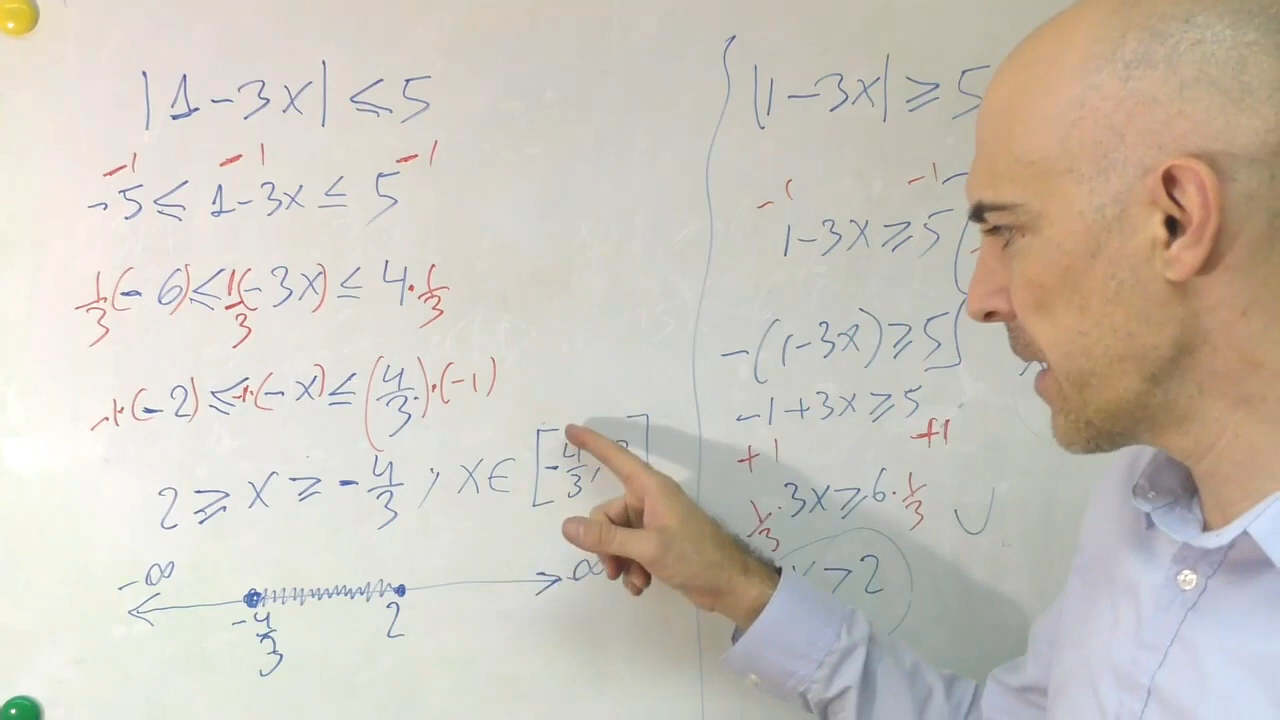 |1-3x| ≤ 5
-1 -1 -1
-5 ≤ 1-3x ≤ 5
1/3(-6) ≤ 1/3(-3x) ≤ 4·1/3
-1·(-2) ≤ -1·(-x) ≤ (4/3)·(-1)
2 ≥ x ≥ -4/3 ; x∈ [-4/3,
-∞ ∞
-4/3 2
|1-3x| ≥ 5
-1 -1
1-3x ≥ 5
-(1-3x) ≥ 5
-1+3x ≥ 5
+1 +1
1/3·3x ≥ 6·1/3
2